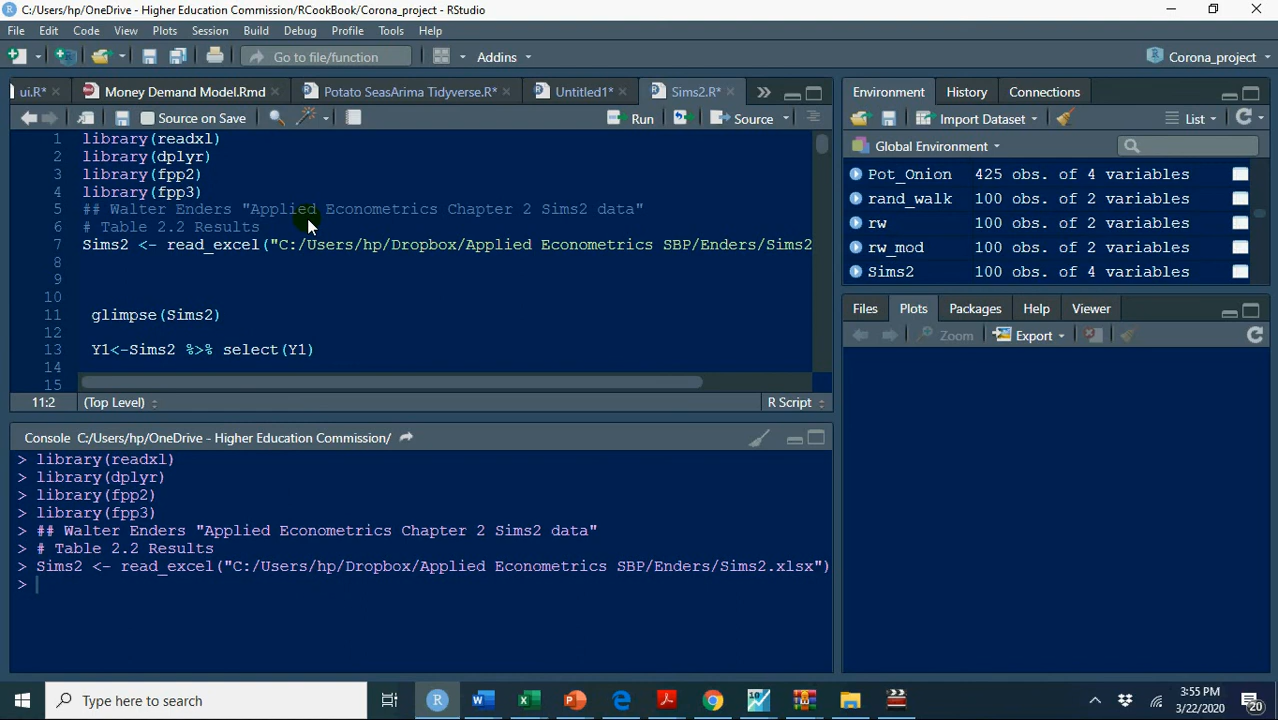 C:/Users/hp/OneDrive - Higher Education Commission/RCookBook/Corona_project - RStudio
File Edit Code View Plots Session Build Debug Profile Tools Help
Go to file/function Addins Corona_project
ui.R* Money Demand Model.Rmd Potato SeasArima Tidyverse.R* Untitled1* Sims2.R*
Source on Save Run Source
1 library(readxl)
2 library(dplyr)
3 library(fpp2)
4 library(fpp3)
5 ## Walter Enders "Applied Econometrics Chapter 2 Sims2 data"
6 # Table 2.2 Results
7 Sims2 <- read_excel("C:/Users/hp/Dropbox/Applied Econometrics SBP/Enders/Sims2
8
9
10
11 glimpse(Sims2)
12
13 Y1<-Sims2 %>% select(Y1)
14
15
11:2 (Top Level) R Script
Console C:/Users/hp/OneDrive - Higher Education Commission/
> library(readxl)
> library(dplyr)
> library(fpp2)
> library(fpp3)
> ## Walter Enders "Applied Econometrics Chapter 2 Sims2 data"
> # Table 2.2 Results
> Sims2 <- read_excel("C:/Users/hp/Dropbox/Applied Econometrics SBP/Enders/Sims2.xlsx")
>
Environment History Connections
Import Dataset List
Global Environment
Pot_Onion 425 obs. of 4 variables
rand_walk 100 obs. of 2 variables
rw 100 obs. of 2 variables
rw_mod 100 obs. of 2 variables
Sims2 100 obs. of 4 variables
Files Plots Packages Help Viewer
Zoom Export
Type here to search
3:55 PM
3/22/2020
20